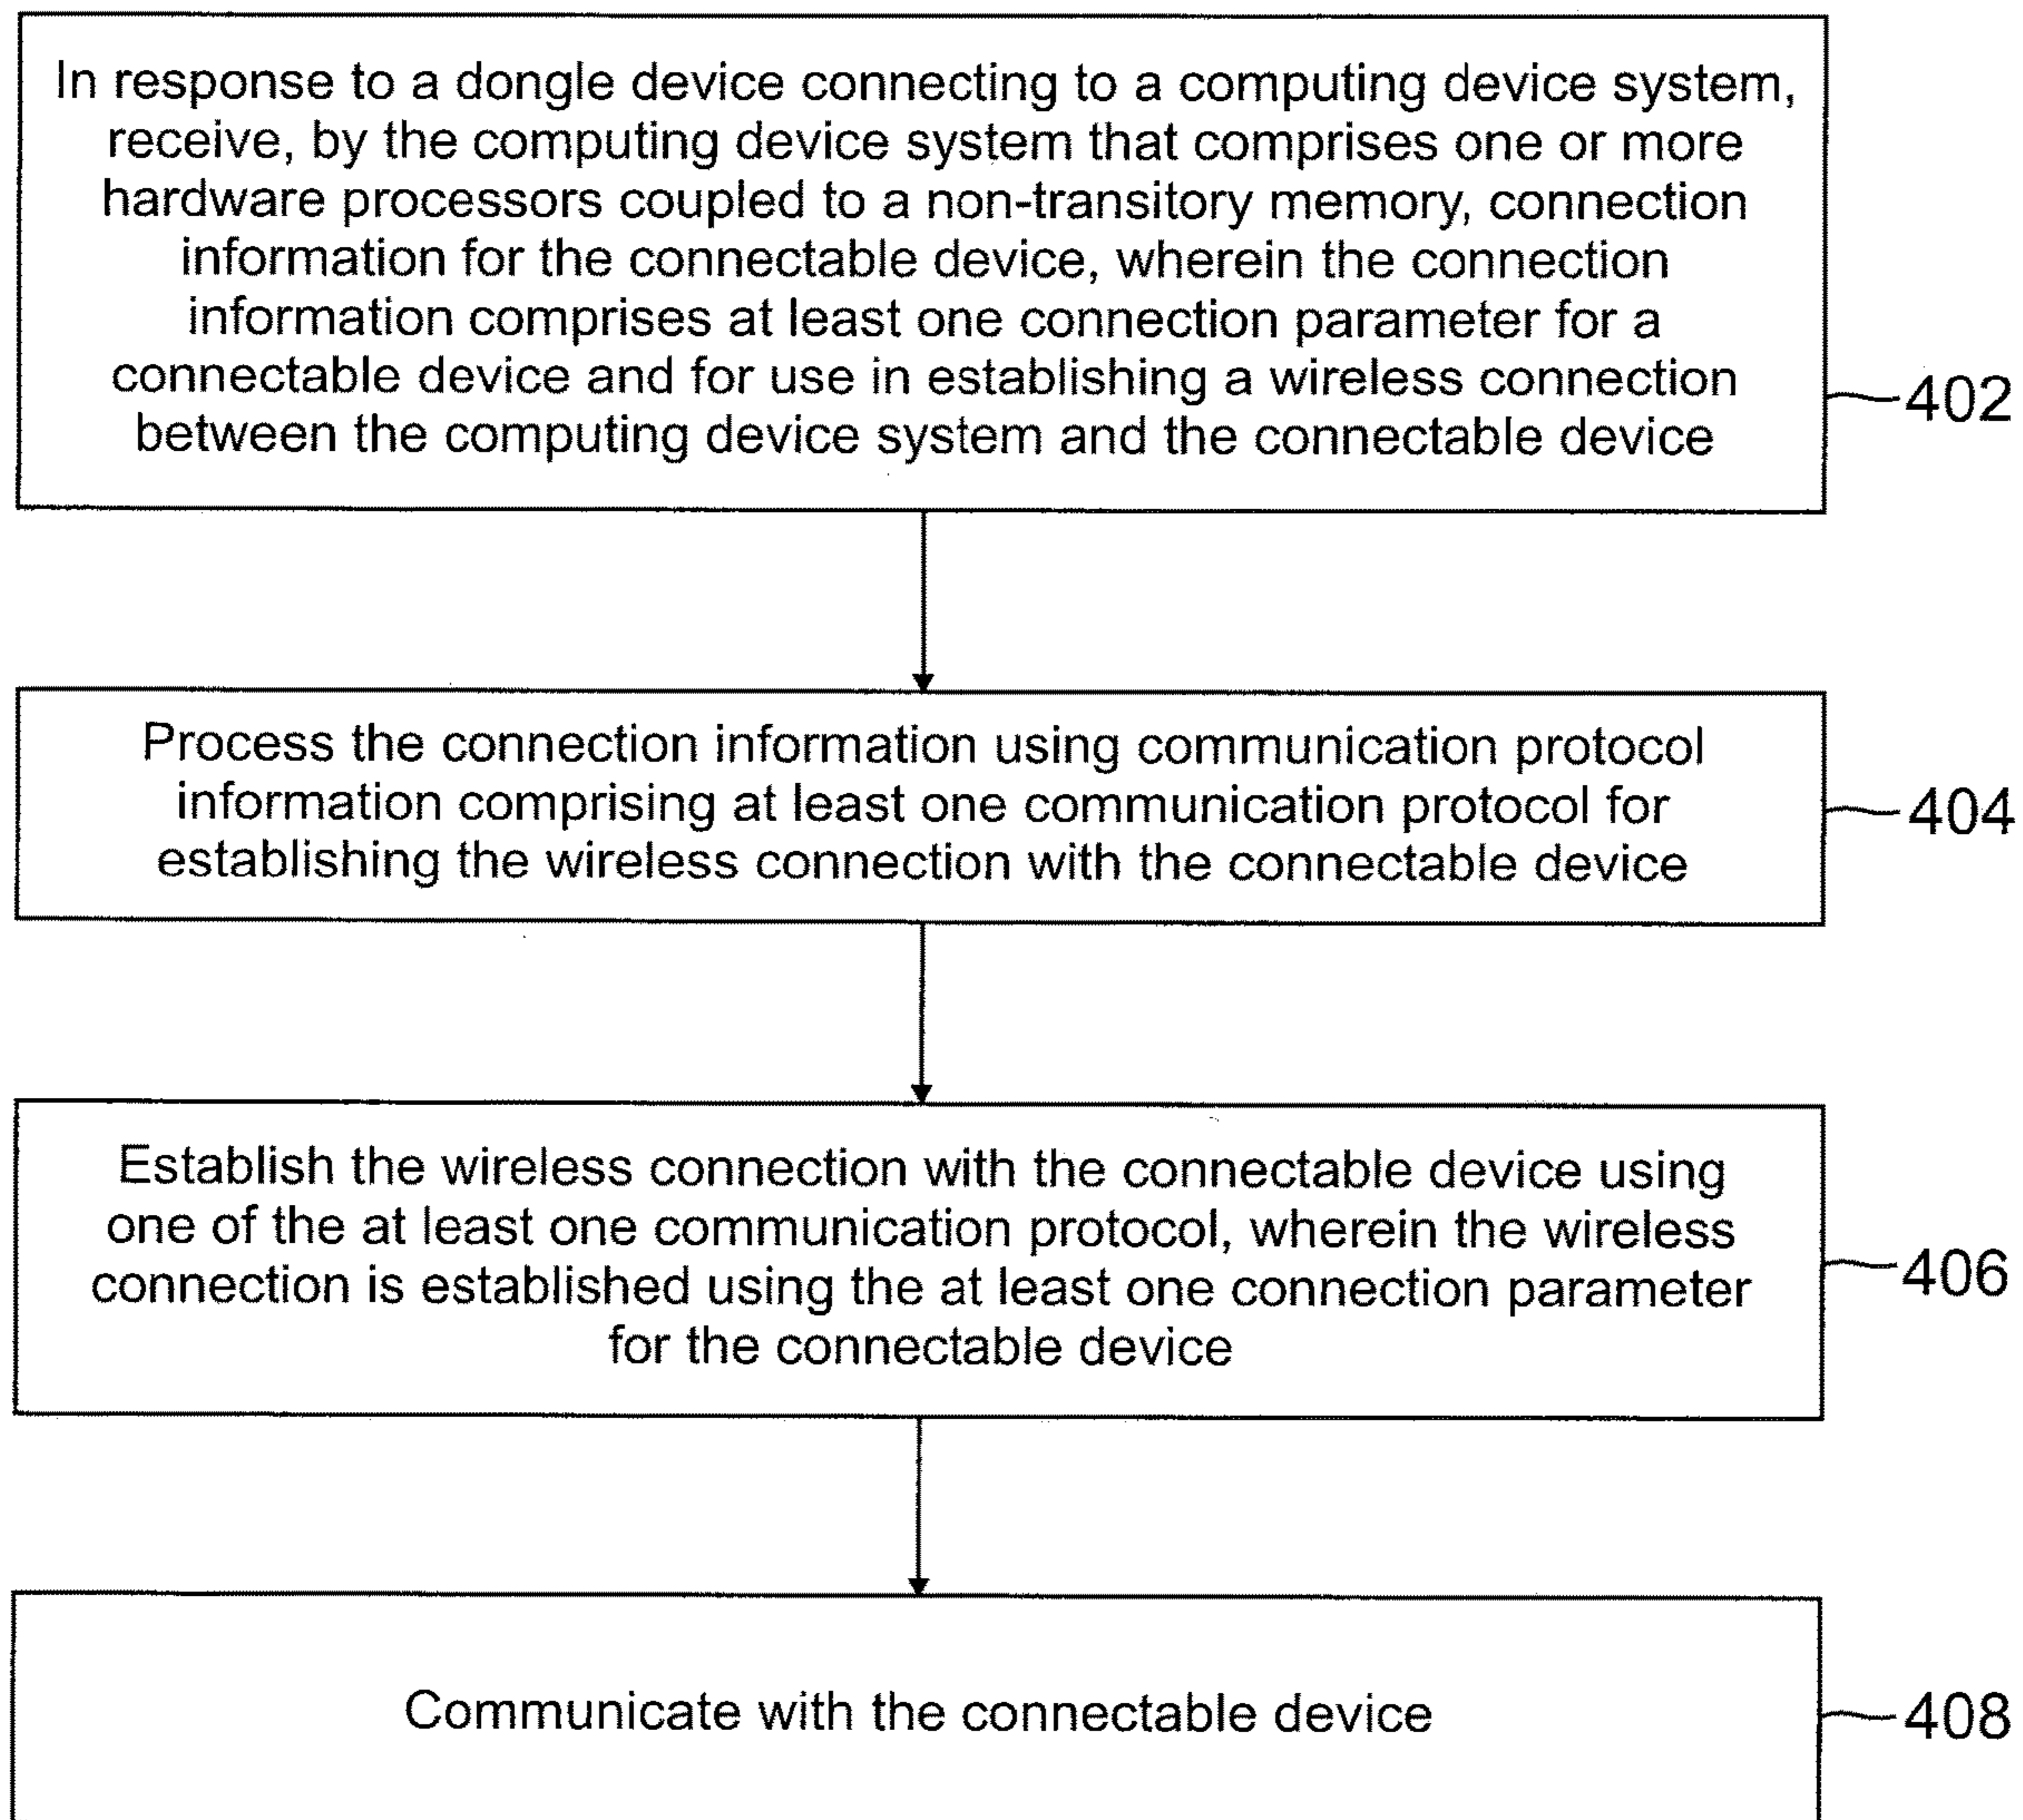 In response to a dongle device connecting to a computing device system,
receive, by the computing device system that comprises one or more
hardware processors coupled to a non-transitory memory, connection
information for the connectable device, wherein the connection
information comprises at least one connection parameter for a
connectable device and for use in establishing a wireless connection
between the computing device system and the connectable device
402
Process the connection information using communication protocol
information comprising at least one communication protocol for
establishing the wireless connection with the connectable device
404
Establish the wireless connection with the connectable device using
one of the at least one communication protocol, wherein the wireless
connection is established using the at least one connection parameter
for the connectable device
406
Communicate with the connectable device
408